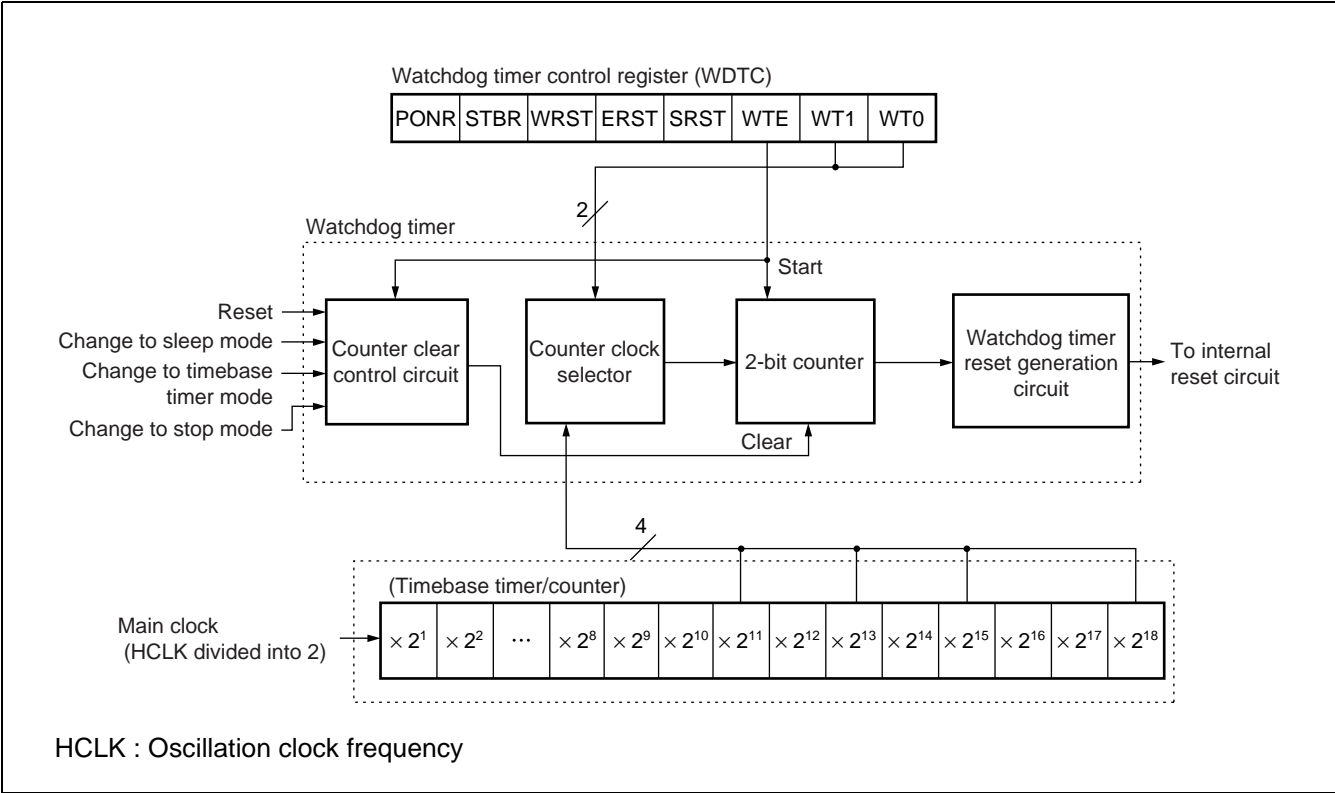 Watchdog timer control register (WDTC)
PONR STBR WRST ERST SRST WTE WT1 WT0
2
Watchdog timer
Start
Reset
Change to sleep mode
Change to timebase
timer mode
Change to stop mode
Counter clear
control circuit
Counter clock
selector
2-bit counter
Watchdog timer
reset generation
circuit
To internal
reset circuit
Clear
4
(Timebase timer/counter)
Main clock
(HCLK divided into 2)
× 2¹ × 2² ··· × 2⁸ × 2⁹ × 2¹⁰ × 2¹¹ × 2¹² × 2¹³ × 2¹⁴ × 2¹⁵ × 2¹⁶ × 2¹⁷ × 2¹⁸
HCLK : Oscillation clock frequency